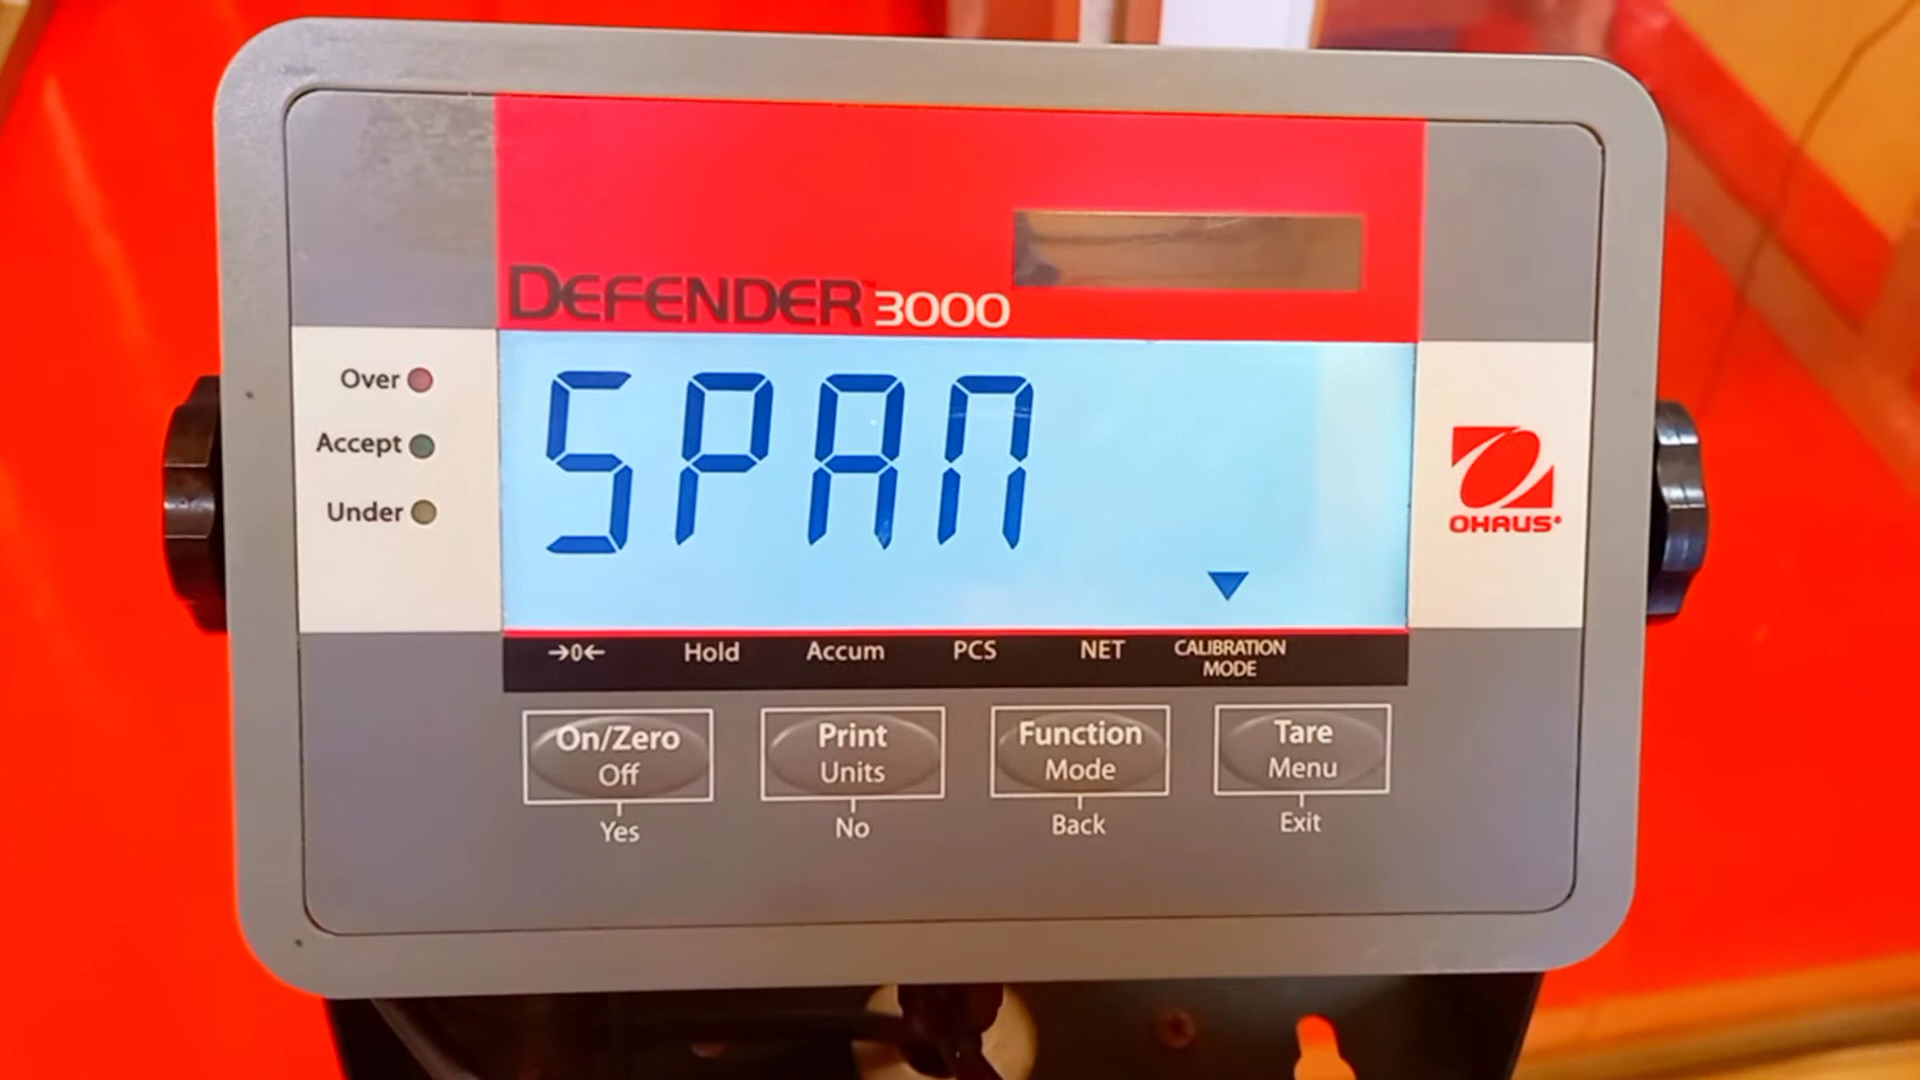 DEFENDER™ 3000
Over
Accept
Under
SPAN
OHAUS®
→0← Hold Accum PCS NET CALIBRATION MODE
On/Zero Print Function Tare
Off Units Mode Menu
Yes No Back Exit